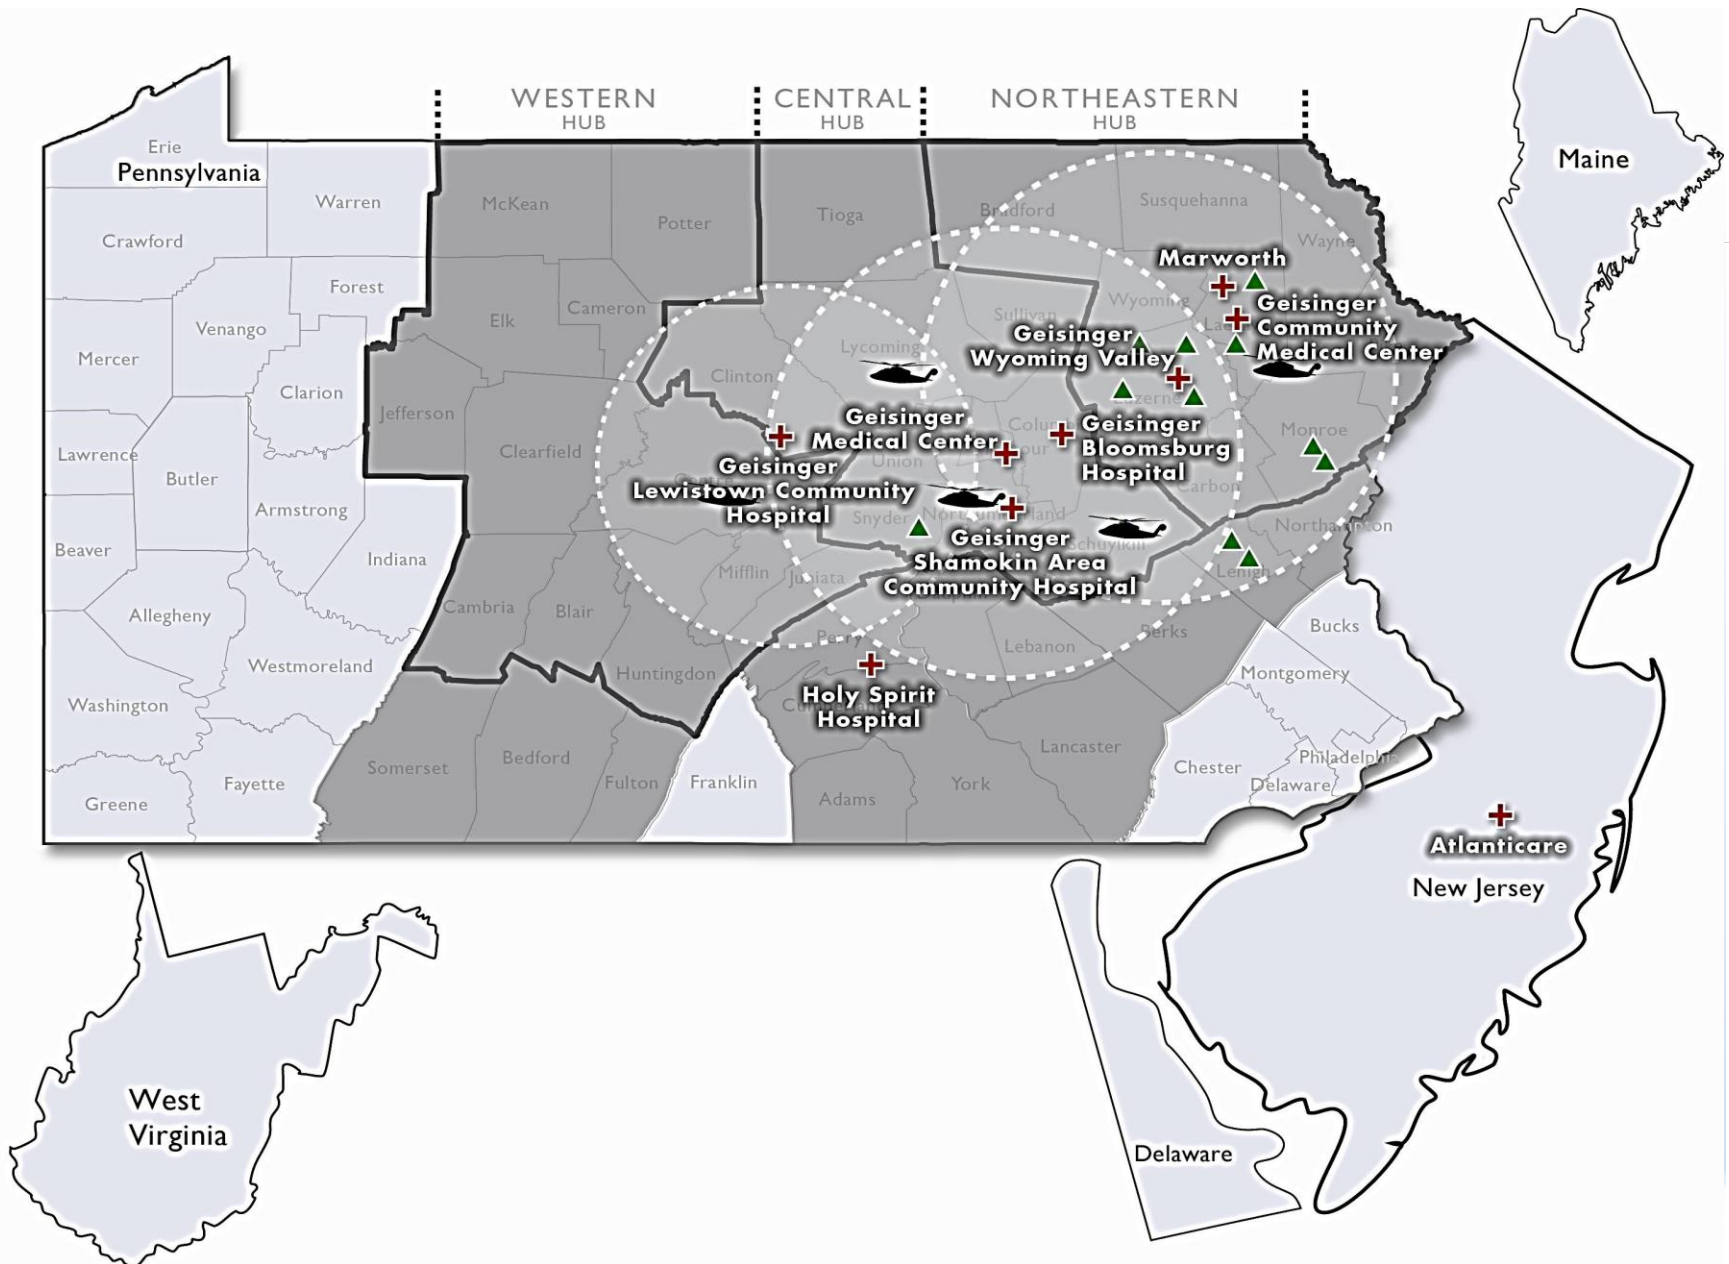 WESTERN
HUB
CENTRAL
HUB
NORTHEASTERN
HUB
Maine
Erie
Pennsylvania
Warren
McKean
Potter
Tioga
Bradford
Susquehanna
Wayne
Crawford
Forest
Marworth
Mercer
Venango
Elk
Cameron
Lycoming
Sullivan
Wyoming
Geisinger
Community
Medical Center
Geisinger
Wyoming Valley
Clarion
Jefferson
Clinton
Luzerne
Geisinger
Medical Center
Geisinger
Bloomsburg
Hospital
Monroe
Lawrence
Butler
Clearfield
Union
Carbon
Geisinger
Lewistown Community
Hospital
Armstrong
Snyder
Northumberland
Northampton
Beaver
Indiana
Schuylkill
Geisinger
Shamokin Area
Community Hospital
Lehigh
Mifflin
Juniata
Allegheny
Cambria
Blair
Perry
Lebanon
Berks
Bucks
Westmoreland
Huntingdon
Montgomery
Washington
Holy Spirit
Hospital
Lancaster
Somerset
Bedford
Fulton
Franklin
Chester
Philadelphia
Delaware
Fayette
Greene
Adams
York
Atlanticare
New Jersey
West
Virginia
Delaware